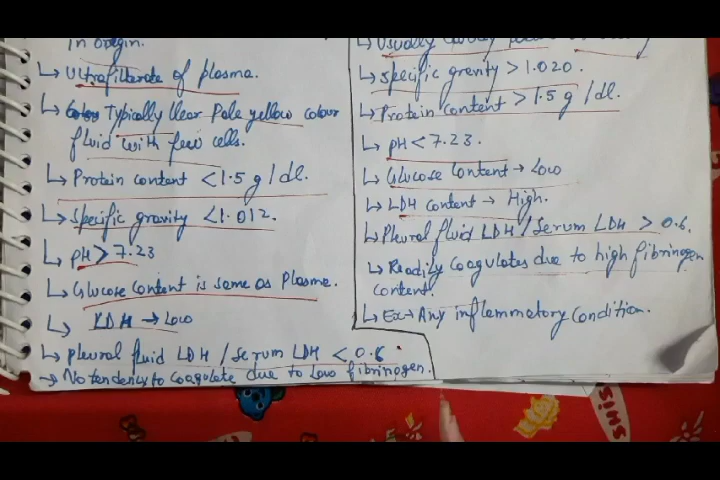 in origin.
↳ Ultrafilterate of plasma.
↳ Typically clear Pale yellow colour
fluid with few cells.
↳ Protein content < 1.5 g/dl.
↳ Specific gravity < 1.012.
↳ pH > 7.23
↳ Glucose content is same as Plasma.
↳ LDH → Low
↳ Pleural fluid LDH / Serum LDH < 0.6
→ No tendency to coagulate due to Low fibrinogen.
↳ Usually
↳ Specific gravity > 1.020.
↳ Protein content > 1.5 g/dl.
↳ pH < 7.23.
↳ Glucose content → Low
↳ LDH content → High.
↳ Pleural fluid LDH / Serum LDH > 0.6.
↳ Readily coagulates due to high fibrinogen
content.
↳ Ex → Any inflemmatory condition.
SHIS